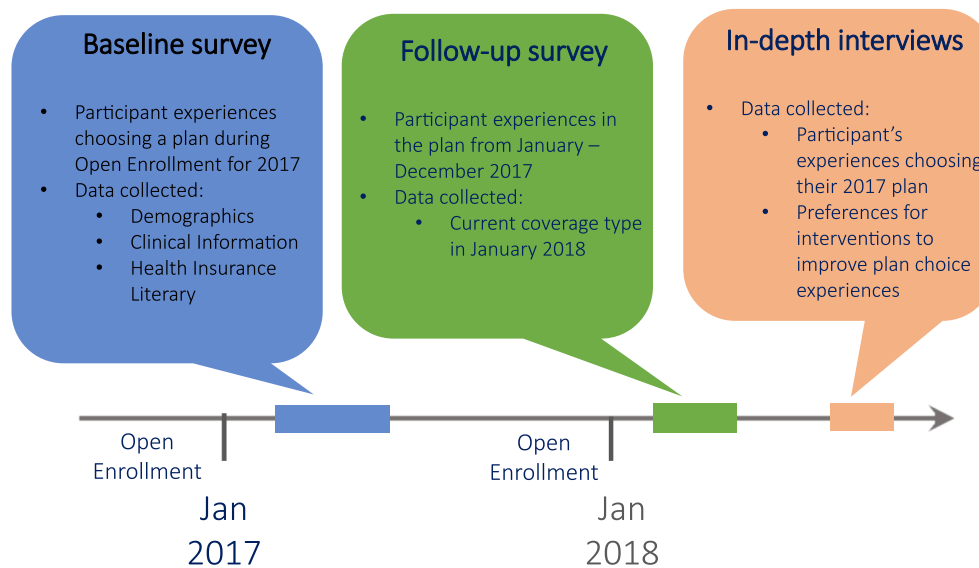 Baseline survey
• Participant experiences
choosing a plan during
Open Enrollment for 2017
• Data collected:
• Demographics
• Clinical Information
• Health Insurance
Literary
Follow-up survey
• Participant experiences in
the plan from January –
December 2017
• Data collected:
• Current coverage type
in January 2018
In-depth interviews
• Data collected:
• Participant’s
experiences choosing
their 2017 plan
• Preferences for
interventions to
improve plan choice
experiences
Open
Enrollment
Jan
2017
Open
Enrollment
Jan
2018